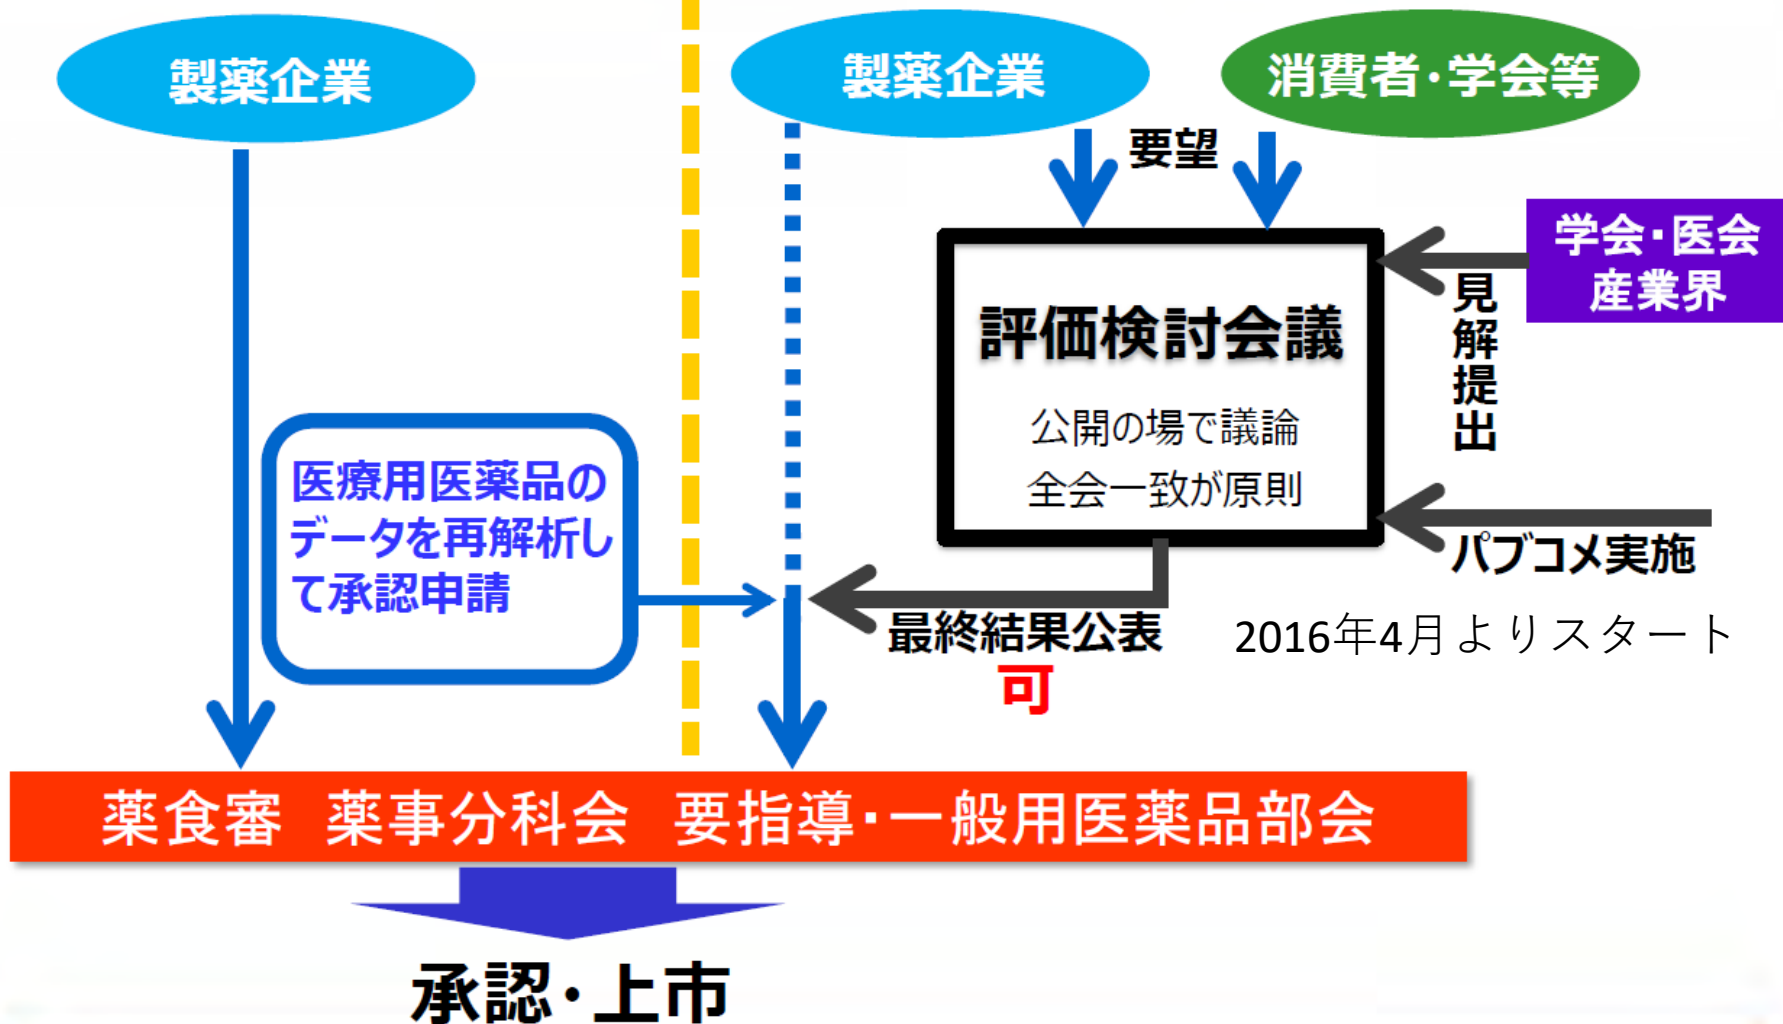 製薬企業
製薬企業
消費者・学会等
要望
学会・医会
産業界
見解提出
評価検討会議
公開の場で議論
全会一致が原則
医療用医薬品の
データを再解析し
て承認申請
パブコメ実施
最終結果公表
可
2016年4月よりスタート
薬食審 薬事分科会 要指導・一般用医薬品部会
承認・上市